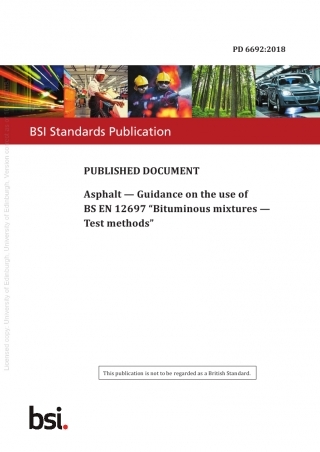 PD 6692:2018
BSI Standards Publication
PUBLISHED DOCUMENT
Asphalt — Guidance on the use of
BS EN 12697 “Bituminous mixtures —
Test methods”
This publication is not to be regarded as a British Standard.
bsi.
Licensed copy: University of Edinburgh, University of Edinburgh, Version